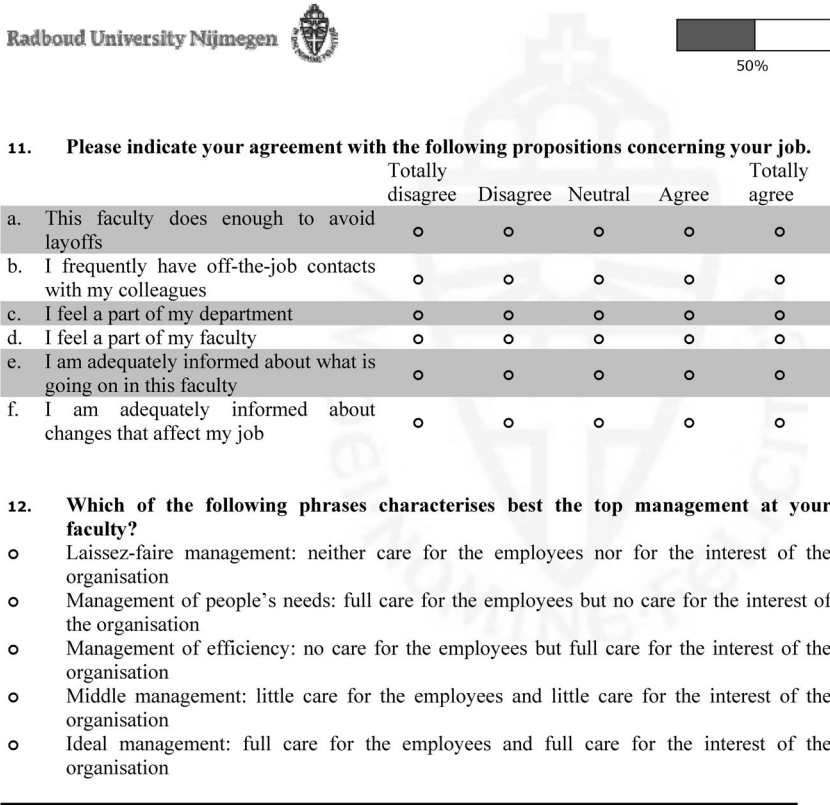 Radboud University Nijmegen
50%
11. Please indicate your agreement with the following propositions concerning your job.
Totally Totally
disagree Disagree Neutral Agree agree
a. This faculty does enough to avoid
layoffs
b. I frequently have off-the-job contacts
with my colleagues
c. I feel a part of my department
d. I feel a part of my faculty
e. I am adequately informed about what is
going on in this faculty
f. I am adequately informed about
changes that affect my job
12. Which of the following phrases characterises best the top management at your
faculty?
Laissez-faire management: neither care for the employees nor for the interest of the
organisation
Management of people's needs: full care for the employees but no care for the interest of
the organisation
Management of efficiency: no care for the employees but full care for the interest of the
organisation
Middle management: little care for the employees and little care for the interest of the
organisation
Ideal management: full care for the employees and full care for the interest of the
organisation